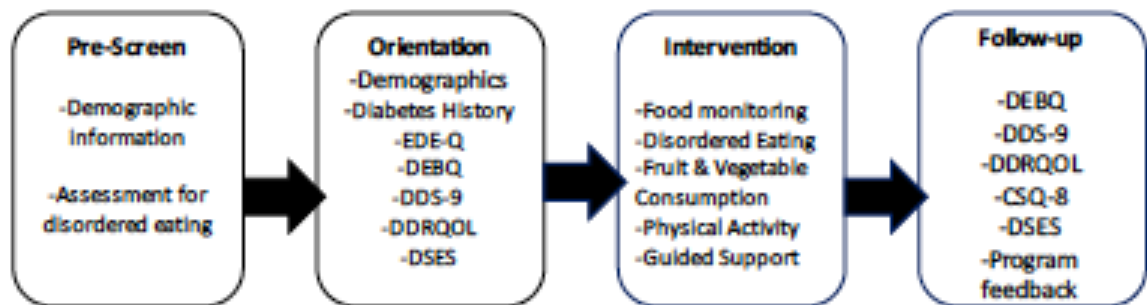 Pre-Screen
-Demographic
Information
-Assessment for
disordered eating
Orientation
-Demographics
-Diabetes History
-EDE-Q
-DEBQ
-DDS-9
-DDRQOL
-DSES
Intervention
-Food monitoring
-Disordered Eating
-Fruit & Vegetable
Consumption
-Physical Activity
-Guided Support
Follow-up
-DEBQ
-DDS-9
-DDRQOL
-CSQ-8
-DSES
-Program
feedback